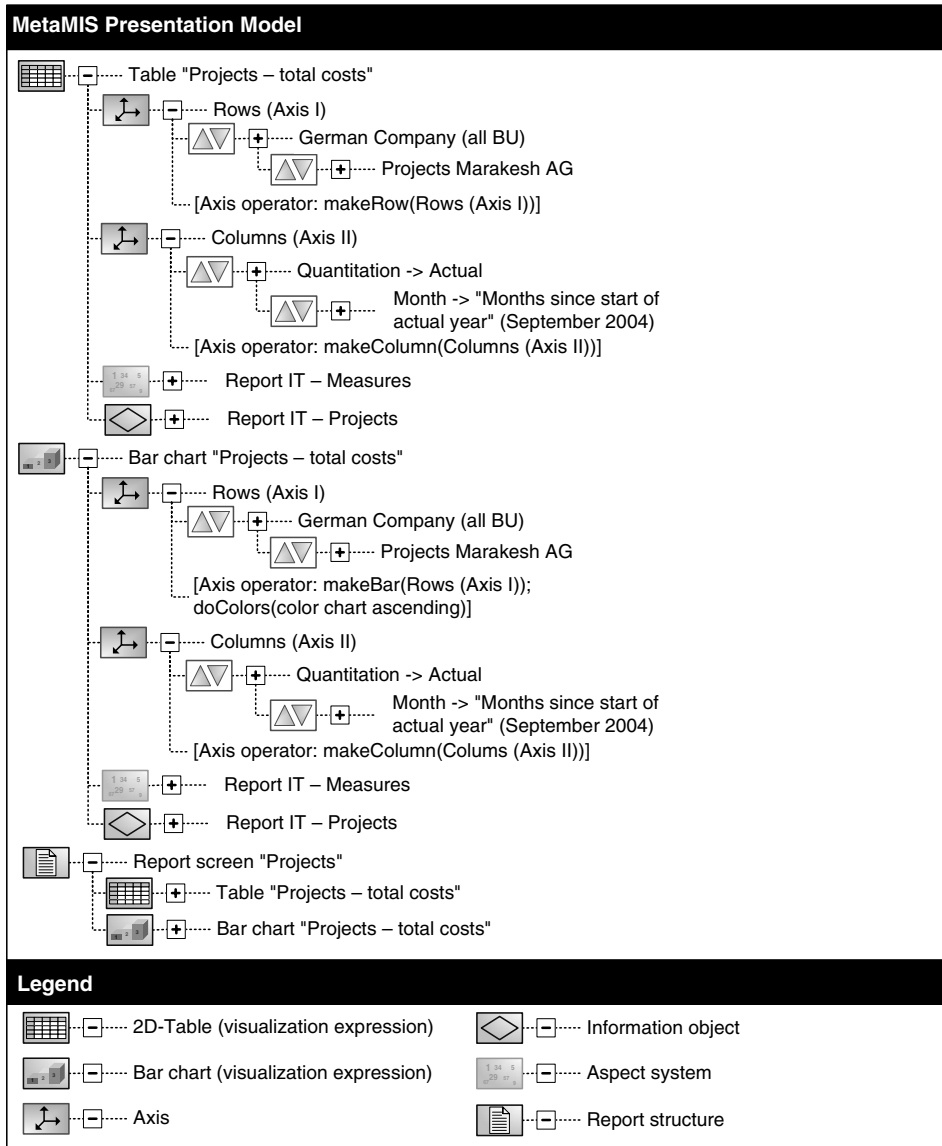 MetaMIS Presentation Model
Table "Projects – total costs"
Rows (Axis I)
German Company (all BU)
Projects Marakesh AG
[Axis operator: makeRow(Rows (Axis I))]
Columns (Axis II)
Quantitation -> Actual
Month -> "Months since start of
actual year" (September 2004)
[Axis operator: makeColumn(Columns (Axis II))]
Report IT – Measures
Report IT – Projects
Bar chart "Projects – total costs"
Rows (Axis I)
German Company (all BU)
Projects Marakesh AG
[Axis operator: makeBar(Rows (Axis I));
doColors(color chart ascending)]
Columns (Axis II)
Quantitation -> Actual
Month -> "Months since start of
actual year" (September 2004)
[Axis operator: makeColumn(Colums (Axis II))]
Report IT – Measures
Report IT – Projects
Report screen "Projects"
Table "Projects – total costs"
Bar chart "Projects – total costs"
Legend
2D-Table (visualization expression)
Information object
Bar chart (visualization expression)
Aspect system
Axis
Report structure